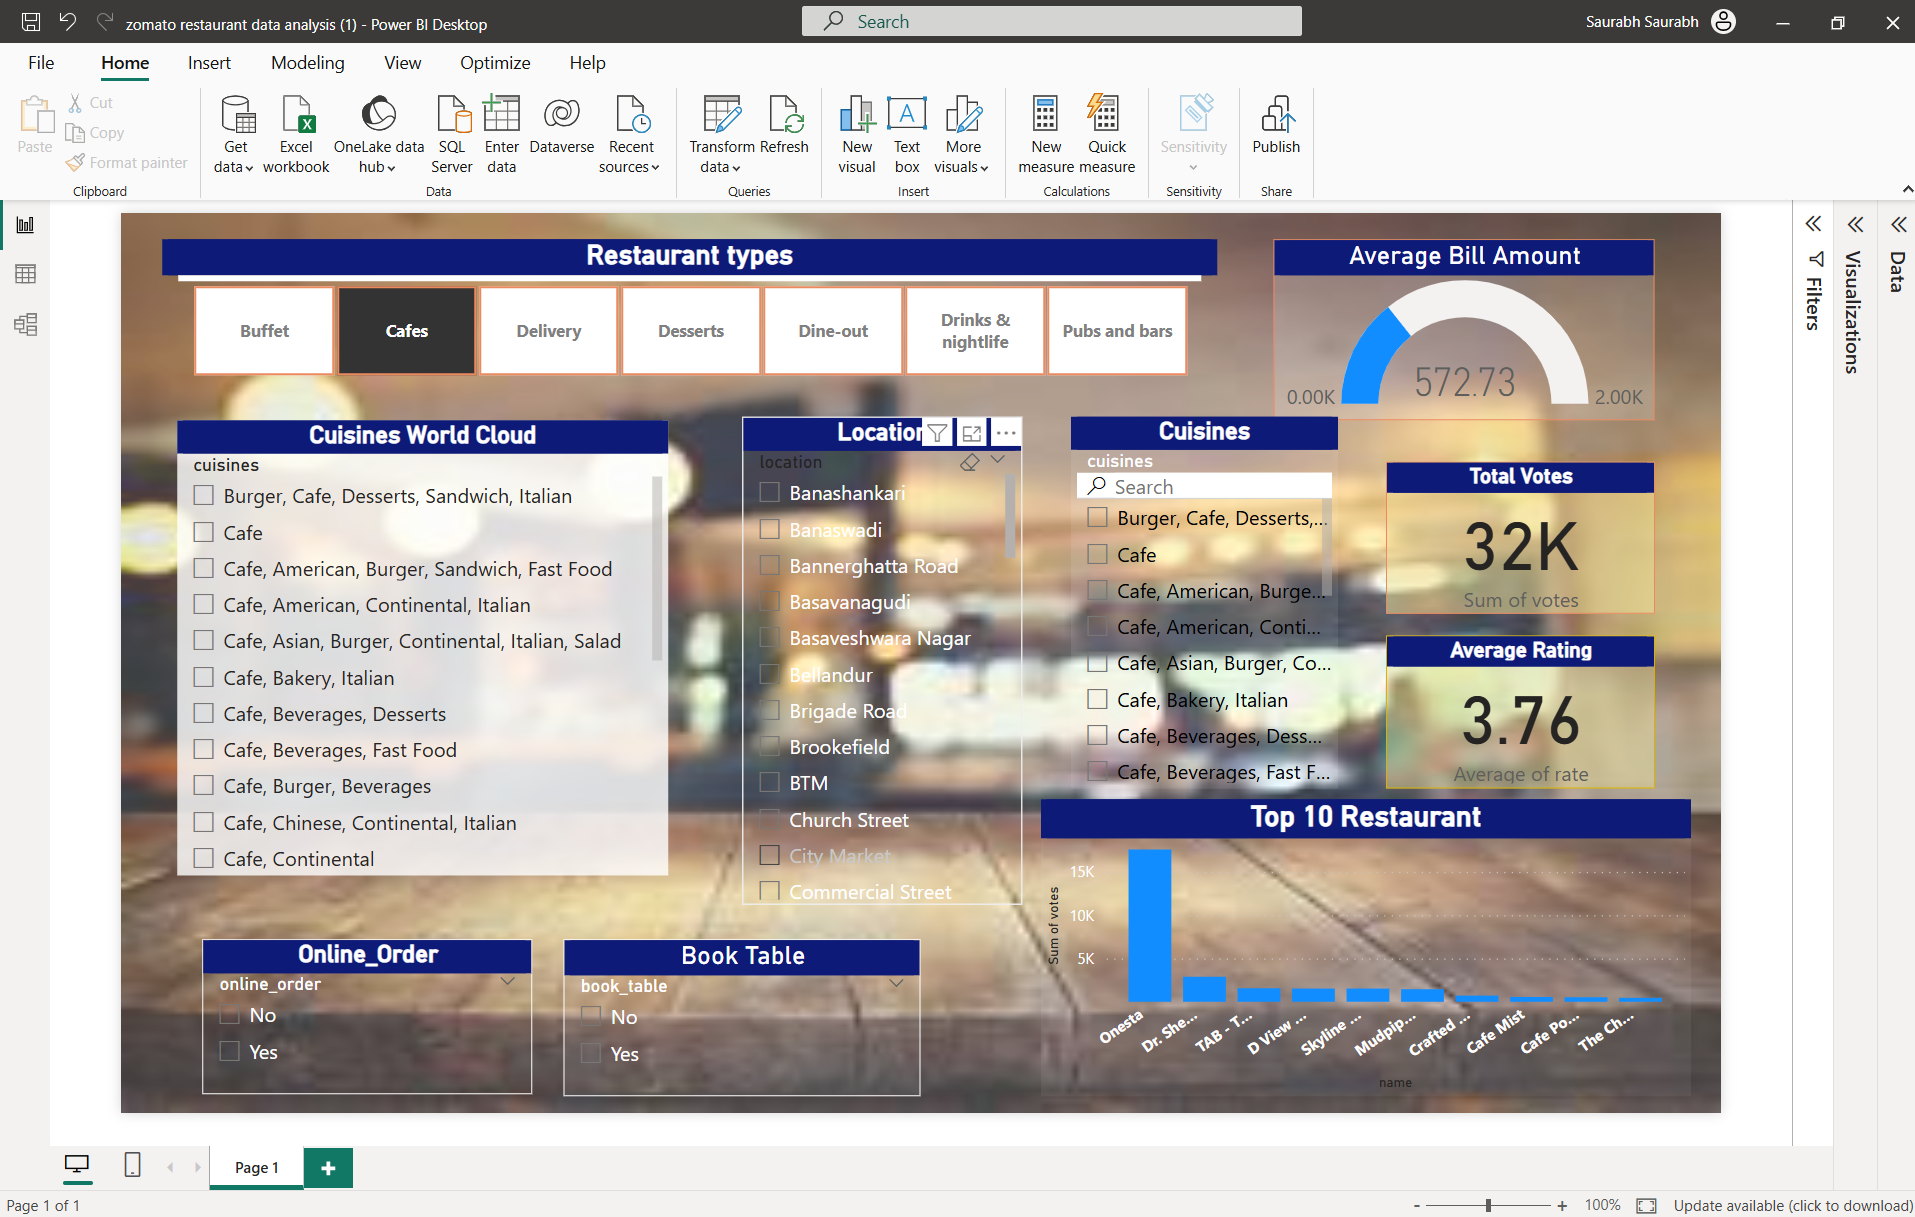 zomato restaurant data analysis (1) - Power BI Desktop
Search
Saurabh Saurabh
File
Home
Insert
Modeling
View
Optimize
Help
Paste
Cut
Copy
Format painter
Clipboard
Get
data
Excel
workbook
OneLake data
hub
SQL
Server
Enter
data
Dataverse
Recent
sources
Data
Transform
data
Refresh
Queries
New
visual
Text
box
More
visuals
Insert
New
measure
Quick
measure
Calculations
Sensitivity
Sensitivity
Publish
Share
Restaurant types
Buffet
Cafes
Delivery
Desserts
Dine-out
Drinks &
nightlife
Pubs and bars
Average Bill Amount
0.00K
572.73
2.00K
Filters
Visualizations
Data
Cuisines World Cloud
cuisines
Burger, Cafe, Desserts, Sandwich, Italian
Cafe
Cafe, American, Burger, Sandwich, Fast Food
Cafe, American, Continental, Italian
Cafe, Asian, Burger, Continental, Italian, Salad
Cafe, Bakery, Italian
Cafe, Beverages, Desserts
Cafe, Beverages, Fast Food
Cafe, Burger, Beverages
Cafe, Chinese, Continental, Italian
Cafe, Continental
Location
location
Banashankari
Banaswadi
Bannerghatta Road
Basavanagudi
Basaveshwara Nagar
Bellandur
Brigade Road
Brookefield
BTM
Church Street
City Market
Commercial Street
Cuisines
cuisines
Search
Burger, Cafe, Desserts,...
Cafe
Cafe, American, Burge...
Cafe, American, Conti...
Cafe, Asian, Burger, Co...
Cafe, Bakery, Italian
Cafe, Beverages, Dess...
Cafe, Beverages, Fast F...
Total Votes
32K
Sum of votes
Average Rating
3.76
Average of rate
Top 10 Restaurant
Sum of votes
15K
10K
5K
Onesta
Dr. She...
TAB - T...
D View ...
Skyline ...
Mudpip...
Crafted ...
Cafe Mist
Cafe Po...
The Ch...
name
Online_Order
online_order
No
Yes
Book Table
book_table
No
Yes
Page 1
Page 1 of 1
100%
Update available (click to download)